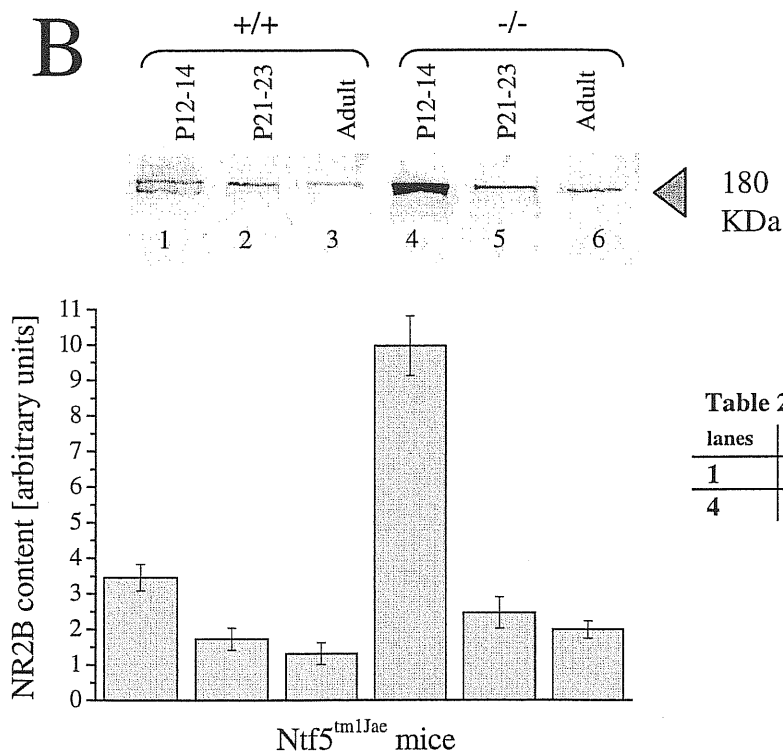 B
+/+
-/-
P12-14
P21-23
Adult
P12-14
P21-23
Adult
180
KDa
1 2 3 4 5 6
NR2B content [arbitrary units]
11
10
9
8
7
6
5
4
3
2
1
0
Ntf5tm1Jae mice
Table 2
lanes
1
4